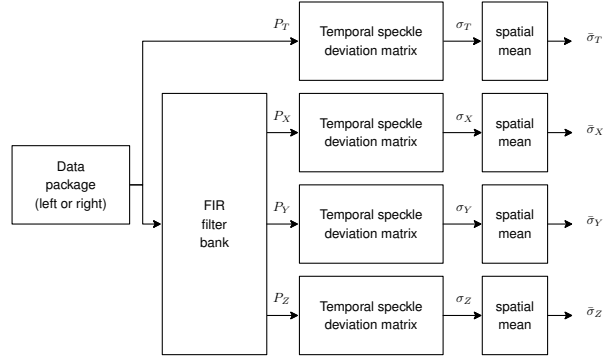 P_T
Temporal speckle
deviation matrix
σ_T
spatial
mean
σ̄_T
Data
package
(left or right)
FIR
filter
bank
P_X
Temporal speckle
deviation matrix
σ_X
spatial
mean
σ̄_X
P_Y
Temporal speckle
deviation matrix
σ_Y
spatial
mean
σ̄_Y
P_Z
Temporal speckle
deviation matrix
σ_Z
spatial
mean
σ̄_Z